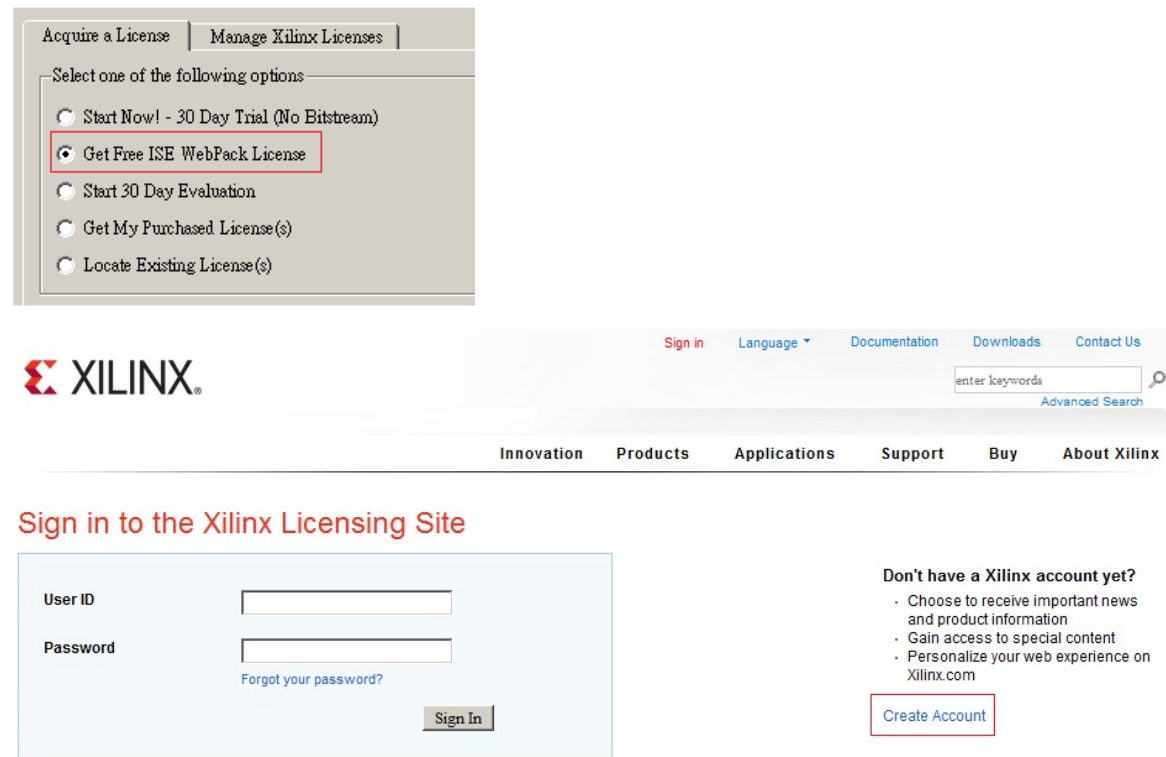 Acquire a License Manage Xilinx Licenses
Select one of the following options
Start Now! - 30 Day Trial (No Bitstream)
Get Free ISE WebPack License
Start 30 Day Evaluation
Get My Purchased License(s)
Locate Existing License(s)
Sign in Language Documentation Downloads Contact Us
XILINX®
enter keywords
Advanced Search
Innovation Products Applications Support Buy About Xilinx
Sign in to the Xilinx Licensing Site
User ID
Password
Forgot your password?
Sign In
Don't have a Xilinx account yet?
· Choose to receive important news
and product information
· Gain access to special content
· Personalize your web experience on
Xilinx.com
Create Account